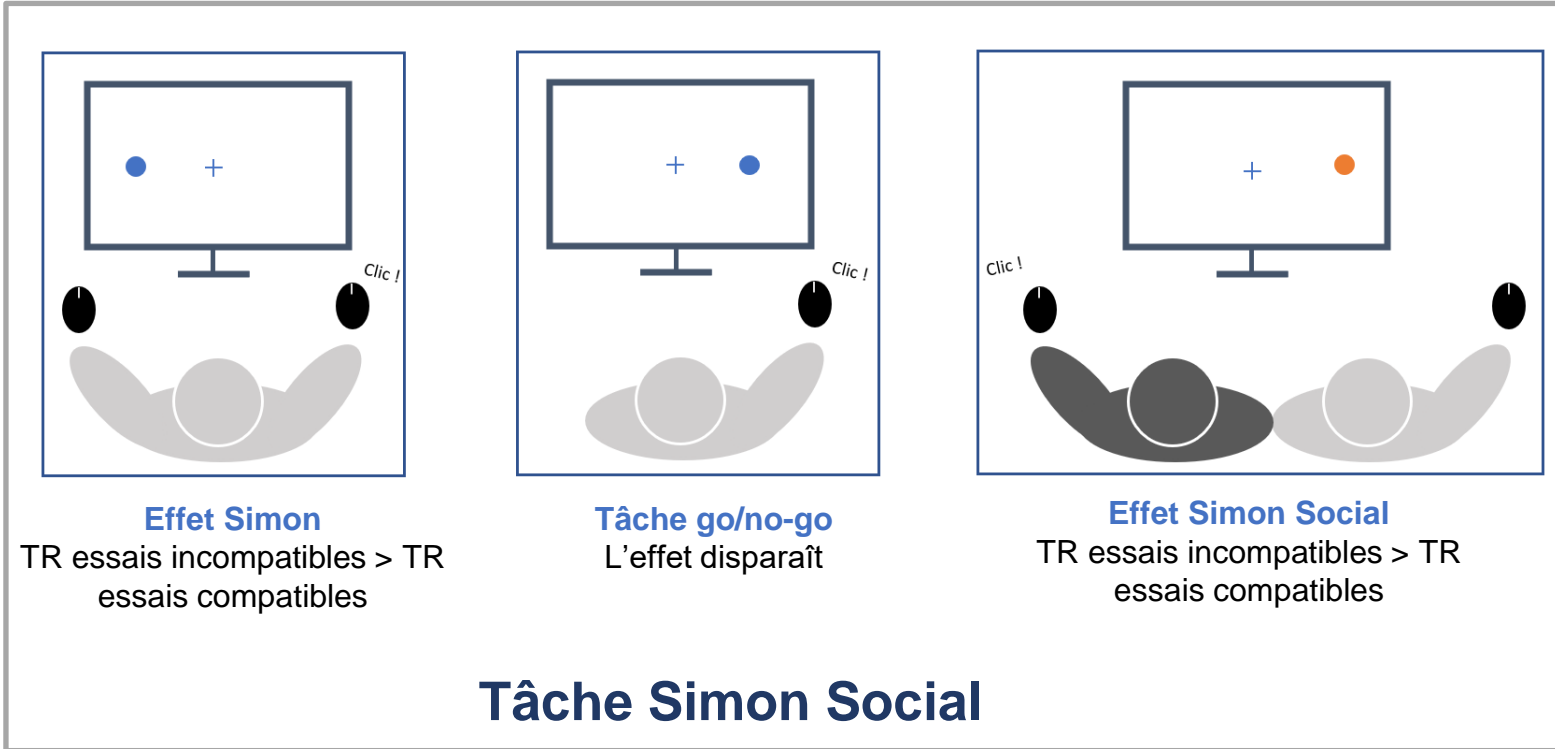 Clic !
Clic !
Clic !
Effet Simon
TR essais incompatibles > TR
essais compatibles
Tâche go/no-go
L'effet disparaît
Effet Simon Social
TR essais incompatibles > TR
essais compatibles
Tâche Simon Social